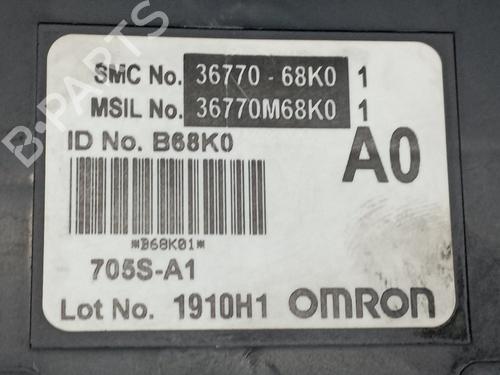 SMC No. 36770-68K0 1
MSIL No. 36770M68K0 1
ID No. B68K0
A0
*B68K01*
705S-A1
Lot No. 1910H1 OMRON
B-PARTS